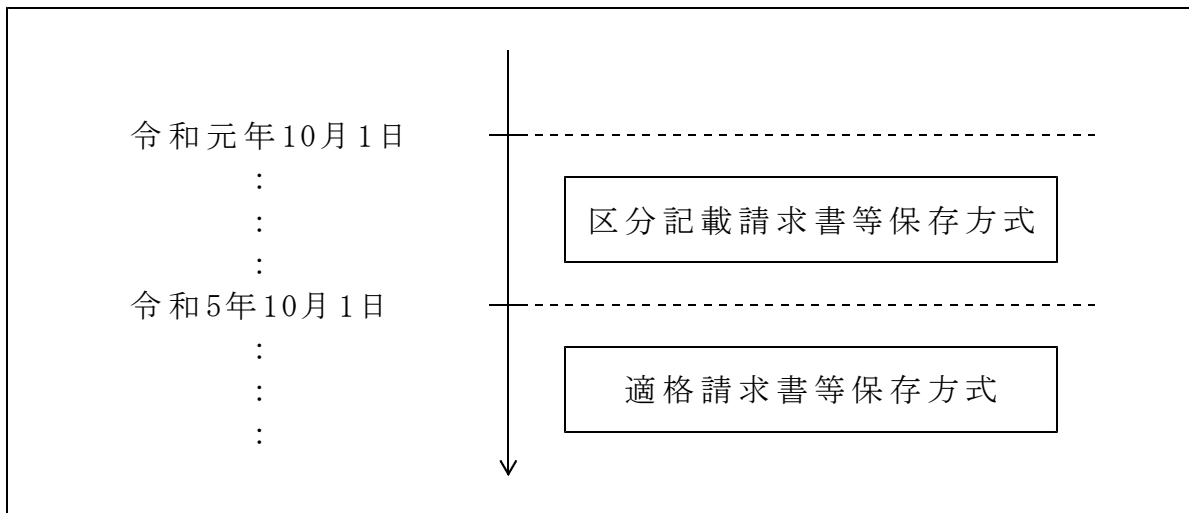 令和元年10月1日
:
:
:
区分記載請求書等保存方式
令和5年10月1日
:
:
:
適格請求書等保存方式